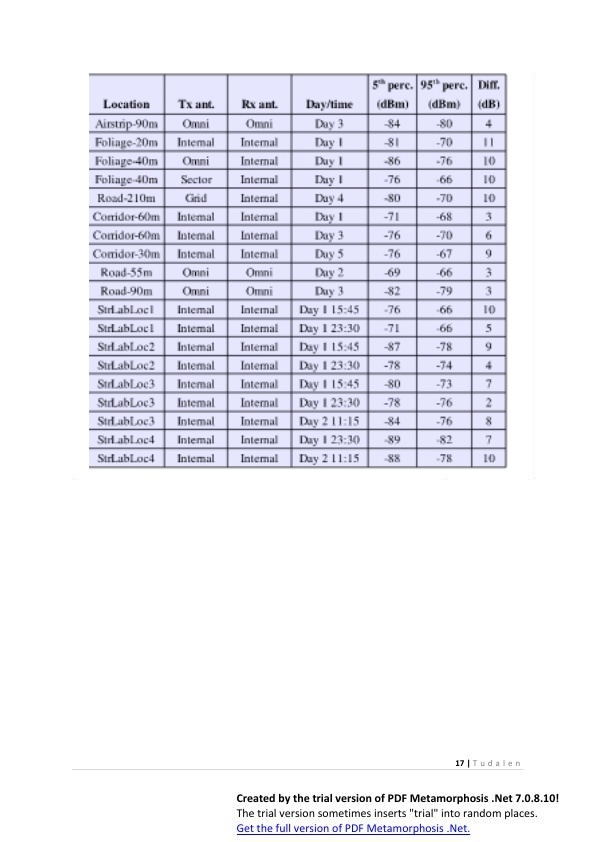 5th perc. 95th perc. Diff.
Location Tx ant. Rx ant. Day/time (dBm) (dBm) (dB)
Airstrip-90m Omni Omni Day 3 -84 -80 4
Foliage-20m Internal Internal Day 1 -81 -70 11
Foliage-40m Omni Internal Day 1 -86 -76 10
Foliage-40m Sector Internal Day 1 -76 -66 10
Road-210m Grid Internal Day 4 -80 -70 10
Corridor-60m Internal Internal Day 1 -71 -68 3
Corridor-60m Internal Internal Day 3 -76 -70 6
Corridor-30m Internal Internal Day 5 -76 -67 9
Road-55m Omni Omni Day 2 -69 -66 3
Road-90m Omni Omni Day 3 -82 -79 3
StrLabLoc1 Internal Internal Day 1 15:45 -76 -66 10
StrLabLoc1 Internal Internal Day 1 23:30 -71 -66 5
StrLabLoc2 Internal Internal Day 1 15:45 -87 -78 9
StrLabLoc2 Internal Internal Day 1 23:30 -78 -74 4
StrLabLoc3 Internal Internal Day 1 15:45 -80 -73 7
StrLabLoc3 Internal Internal Day 1 23:30 -78 -76 2
StrLabLoc3 Internal Internal Day 2 11:15 -84 -76 8
StrLabLoc4 Internal Internal Day 1 23:30 -89 -82 7
StrLabLoc4 Internal Internal Day 2 11:15 -88 -78 10
17 | Tudalen
Created by the trial version of PDF Metamorphosis .Net 7.0.8.10!
The trial version sometimes inserts "trial" into random places.
Get the full version of PDF Metamorphosis .Net.